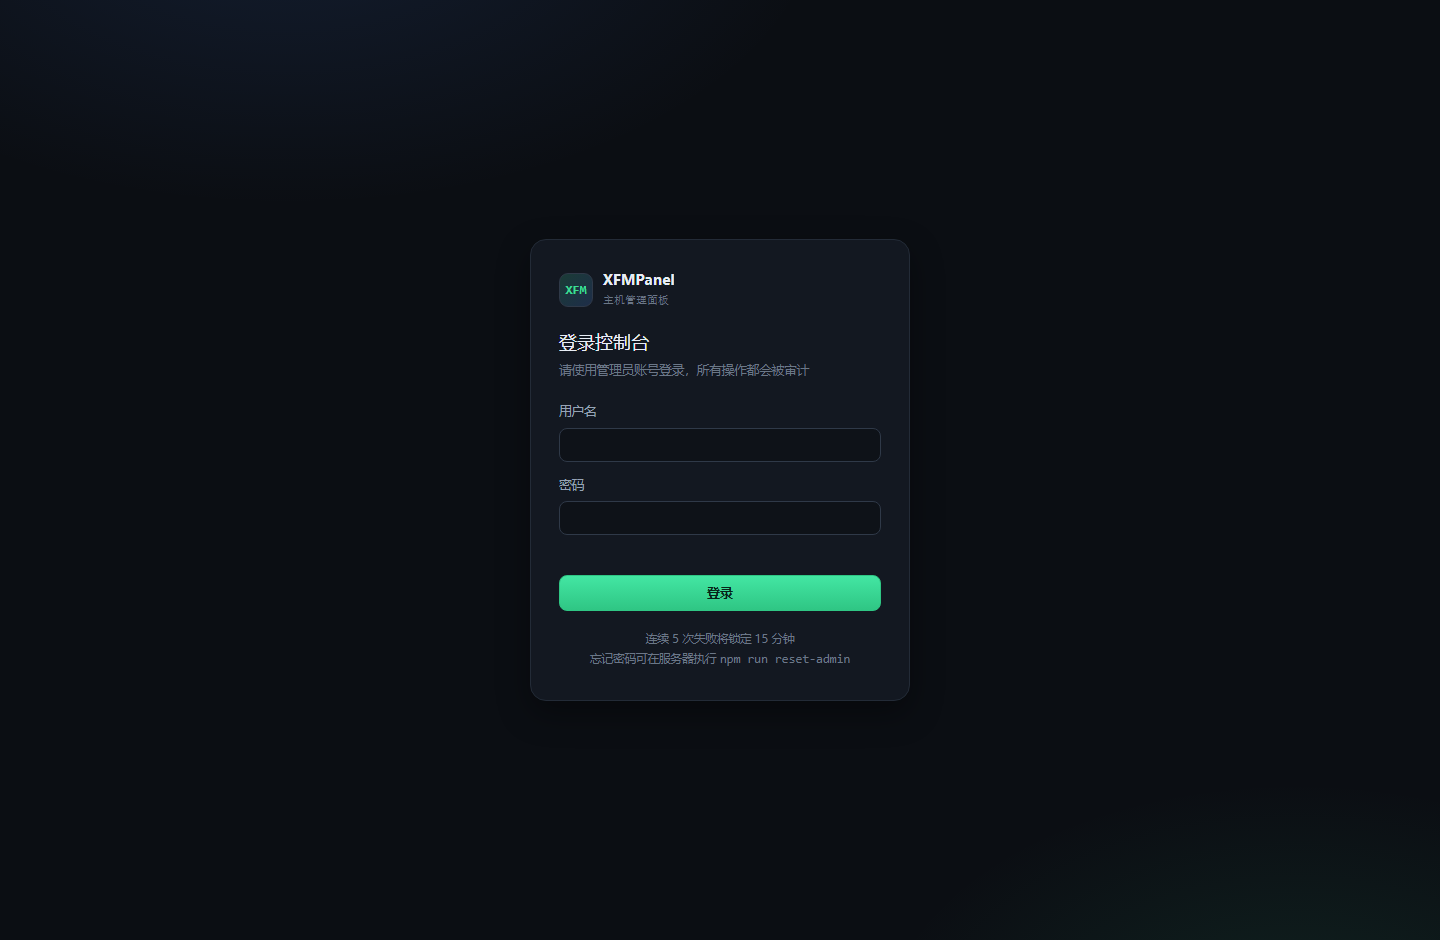 XFM
XFMPanel
主机管理面板
登录控制台
请使用管理员账号登录，所有操作都会被审计
用户名
密码
登录
连续 5 次失败将锁定 15 分钟
忘记密码可在服务器执行 npm run reset-admin